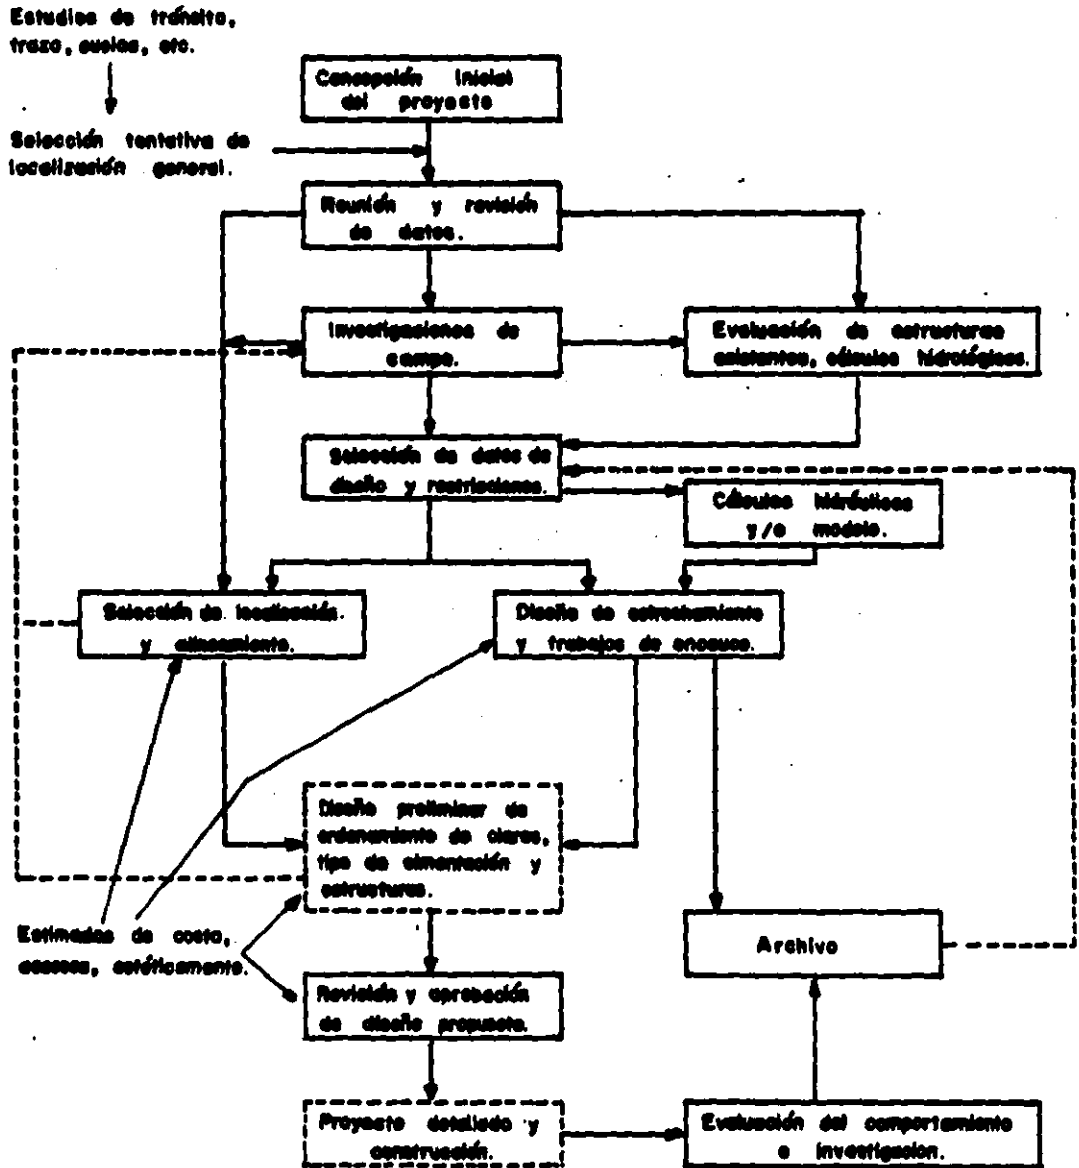 Estudios de tránsito,
trazo, suelos, etc.
Concepción inicial
del proyecto
Selección tentativa de
localización general.
Reunión y revisión
de datos.
Investigaciones de
campo.
Evaluación de estructuras
existentes, cálculos hidrológicos.
Selección de datos de
diseño y restricciones.
Cálculos hidráulicos
y/o modelo.
Selección de localización
y alineamiento.
Diseño de estrechamiento
y trabajos de encauce.
Diseño preliminar de
ordenamiento de claros,
tipo de cimentación y
estructuras.
Estimados de costo,
estéticamente.
Archivo
Revisión y aprobación
de diseño propuesto.
Proyecto detallado y
construcción.
Evaluación del comportamiento
e investigacion.